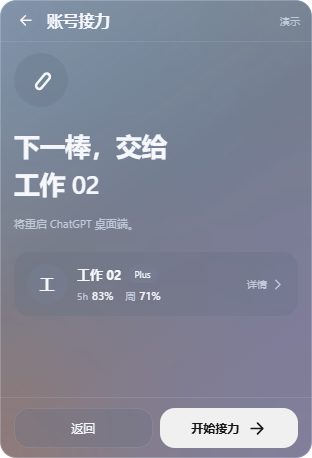 账号接力
演示
下一棒，交给
工作 02
将重启 ChatGPT 桌面端。
工
工作 02 Plus
5h 83% 周 71%
详情
返回
开始接力